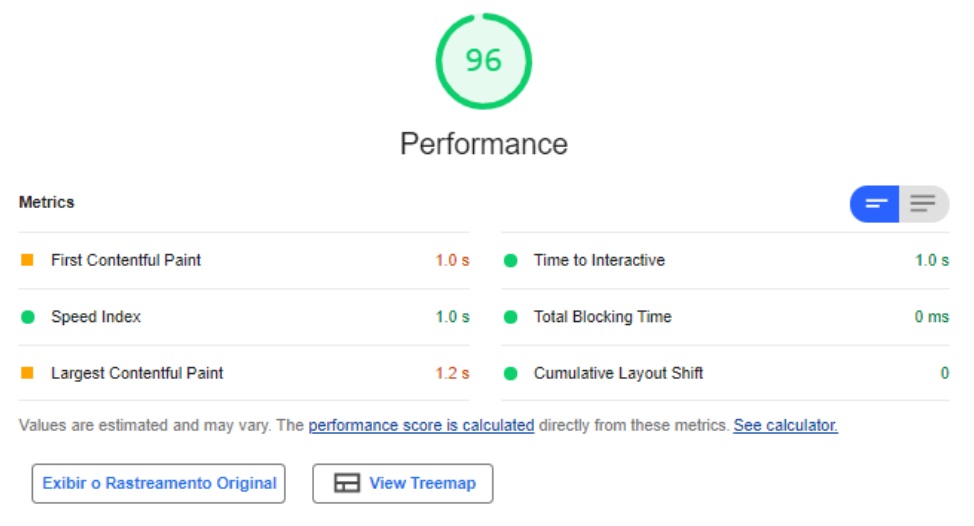 96
Performance
Metrics
First Contentful Paint 1.0 s
Time to Interactive 1.0 s
Speed Index 1.0 s
Total Blocking Time 0 ms
Largest Contentful Paint 1.2 s
Cumulative Layout Shift 0
Values are estimated and may vary. The performance score is calculated directly from these metrics. See calculator.
Exibir o Rastreamento Original
View Treemap